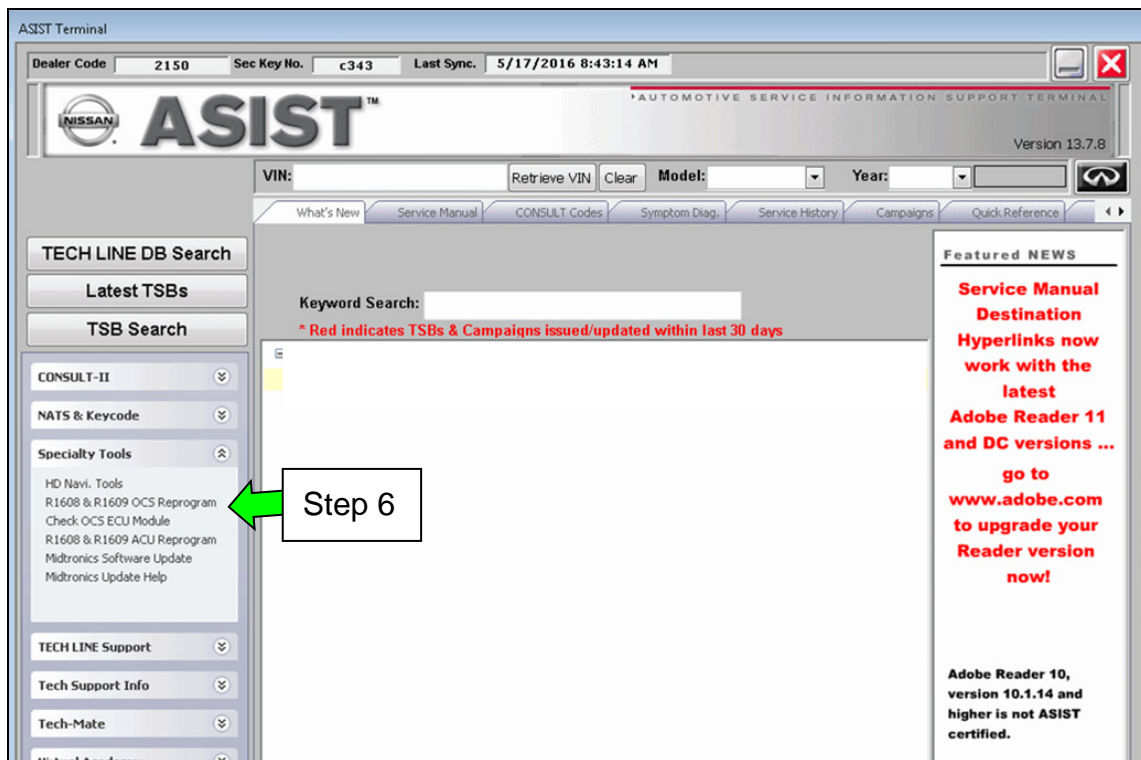 ASIST Terminal
Dealer Code 2150 Sec Key No. c343 Last Sync. 5/17/2016 8:43:14 AM
NISSAN ASIST™
AUTOMOTIVE SERVICE INFORMATION SUPPORT TERMINAL
Version 13.7.8
VIN: Retrieve VIN Clear Model: Year:
What's New Service Manual CONSULT Codes Symptom Diag. Service History Campaigns Quick Reference
TECH LINE DB Search
Latest TSBs
TSB Search
Keyword Search:
* Red indicates TSBs & Campaigns issued/updated within last 30 days
CONSULT-II
NATS & Keycode
Specialty Tools
HD Navi. Tools
R1608 & R1609 OCS Reprogram
Check OCS ECU Module
R1608 & R1609 ACU Reprogram
Midtronics Software Update
Midtronics Update Help
Step 6
TECH LINE Support
Tech Support Info
Tech-Mate
Virtual Academy
Featured NEWS
Service Manual
Destination
Hyperlinks now
work with the
latest
Adobe Reader 11
and DC versions ...
go to
www.adobe.com
to upgrade your
Reader version
now!
Adobe Reader 10,
version 10.1.14 and
higher is not ASIST
certified.